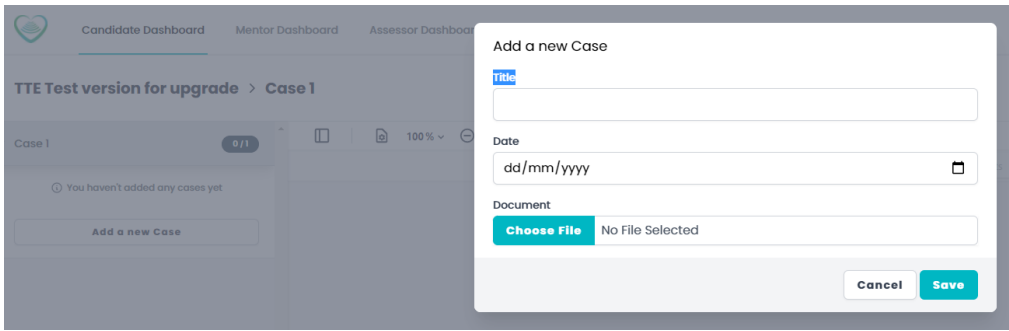 Candidate Dashboard
Mentor Dashboard
Assessor Dashboar
TTE Test version for upgrade > Case 1
Case 1
0 / 1
You haven't added any cases yet
Add a new Case
100%
Add a new Case
Title
Date
dd/mm/yyyy
Document
Choose File
No File Selected
Cancel
Save